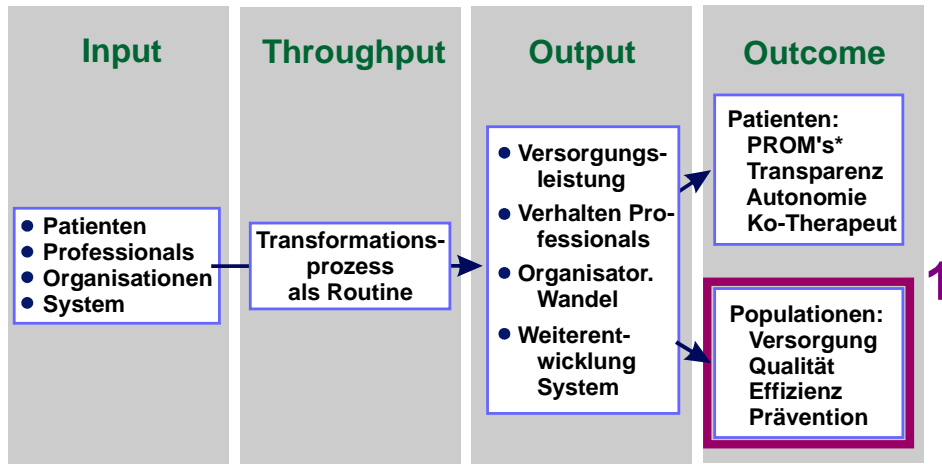 Input
Throughput
Output
Outcome
Patienten
Professionals
Organisationen
System
Transformations-
prozess
als Routine
Versorgungs-
leistung
Verhalten Pro-
fessionals
Organisator.
Wandel
Weiterent-
wicklung
System
Patienten:
PROM's*
Transparenz
Autonomie
Ko-Therapeut
Populationen:
Versorgung
Qualität
Effizienz
Prävention
1